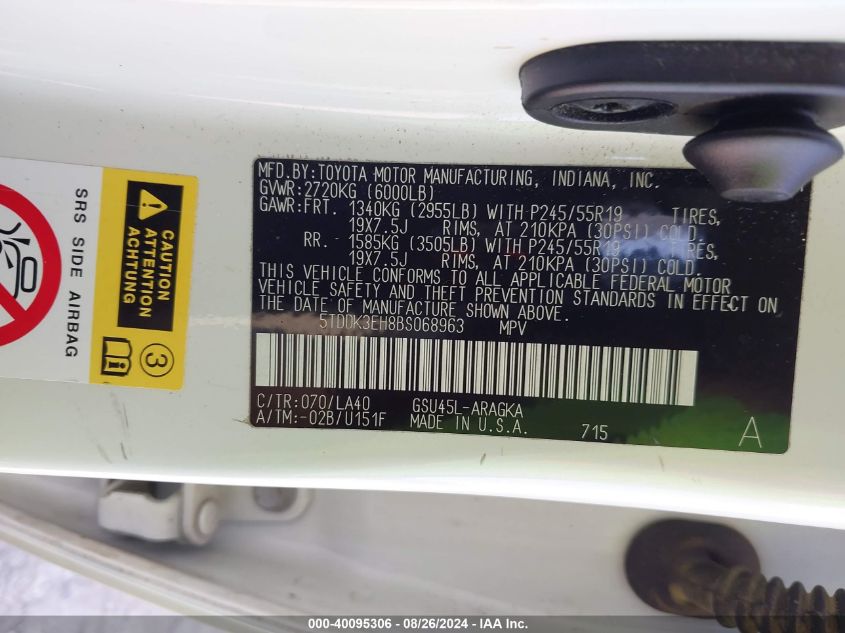 MFD.BY:TOYOTA MOTOR MANUFACTURING, INDIANA, INC.
GVWR:2720KG (6000LB)
GAWR:FRT. 1340KG (2955LB) WITH P245/55R19 TIRES,
19X7.5J RIMS, AT 210KPA (30PSI) COLD.
RR. 1585KG (3505LB) WITH P245/55R19 TIRES,
19X7.5J RIMS, AT 210KPA (30PSI) COLD.
THIS VEHICLE CONFORMS TO ALL APPLICABLE FEDERAL MOTOR
VEHICLE SAFETY AND THEFT PREVENTION STANDARDS IN EFFECT ON
THE DATE OF MANUFACTURE SHOWN ABOVE.
5TDDK3EH8BS068963 MPV
C/TR:070/LA40 GSU45L-ARAGKA
A/TM:-02B/U151F MADE IN U.S.A. 715 A
SRS SIDE AIRBAG
CAUTION
ATTENTION
ACHTUNG
3
000-40095306 - 08/26/2024 - IAA Inc.